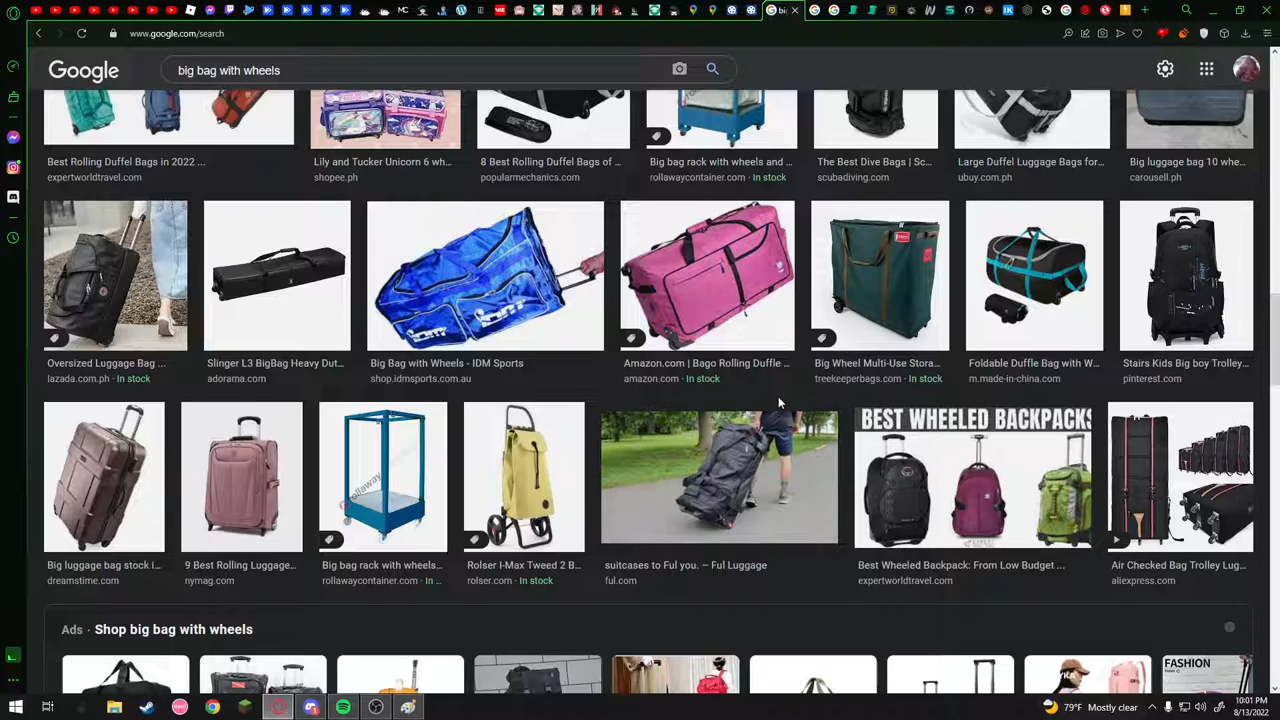 www.google.com/search
Google
big bag with wheels
Best Rolling Duffel Bags in 2022 ...
expertworldtravel.com
Lily and Tucker Unicorn 6 wh...
shopee.ph
8 Best Rolling Duffel Bags of ...
popularmechanics.com
Big bag rack with wheels and ...
rollawaycontainer.com · In stock
The Best Dive Bags | Sc...
scubadiving.com
Large Duffel Luggage Bags for...
ubuy.com.ph
Big luggage bag 10 whe...
carousell.ph
Oversized Luggage Bag ...
lazada.com.ph · In stock
Slinger L3 BigBag Heavy Dut...
adorama.com
Big Bag with Wheels - IDM Sports
shop.idmsports.com.au
Amazon.com | Bago Rolling Duffle ...
amazon.com · In stock
Big Wheel Multi-Use Stora...
treekeeperbags.com · In stock
Foldable Duffle Bag with W...
m.made-in-china.com
Stairs Kids Big boy Trolley...
pinterest.com
rollaway
BEST WHEELED BACKPACKS
Big luggage bag stock i...
dreamstime.com
9 Best Rolling Luggage...
nymag.com
Big bag rack with wheels...
rollawaycontainer.com · In ...
Rolser I-Max Tweed 2 B...
rolser.com · In stock
suitcases to Ful you. – Ful Luggage
ful.com
Best Wheeled Backpack: From Low Budget ...
expertworldtravel.com
Air Checked Bag Trolley Lug...
aliexpress.com
Ads · Shop big bag with wheels
FASHION
79°F Mostly clear
10:01 PM
8/13/2022